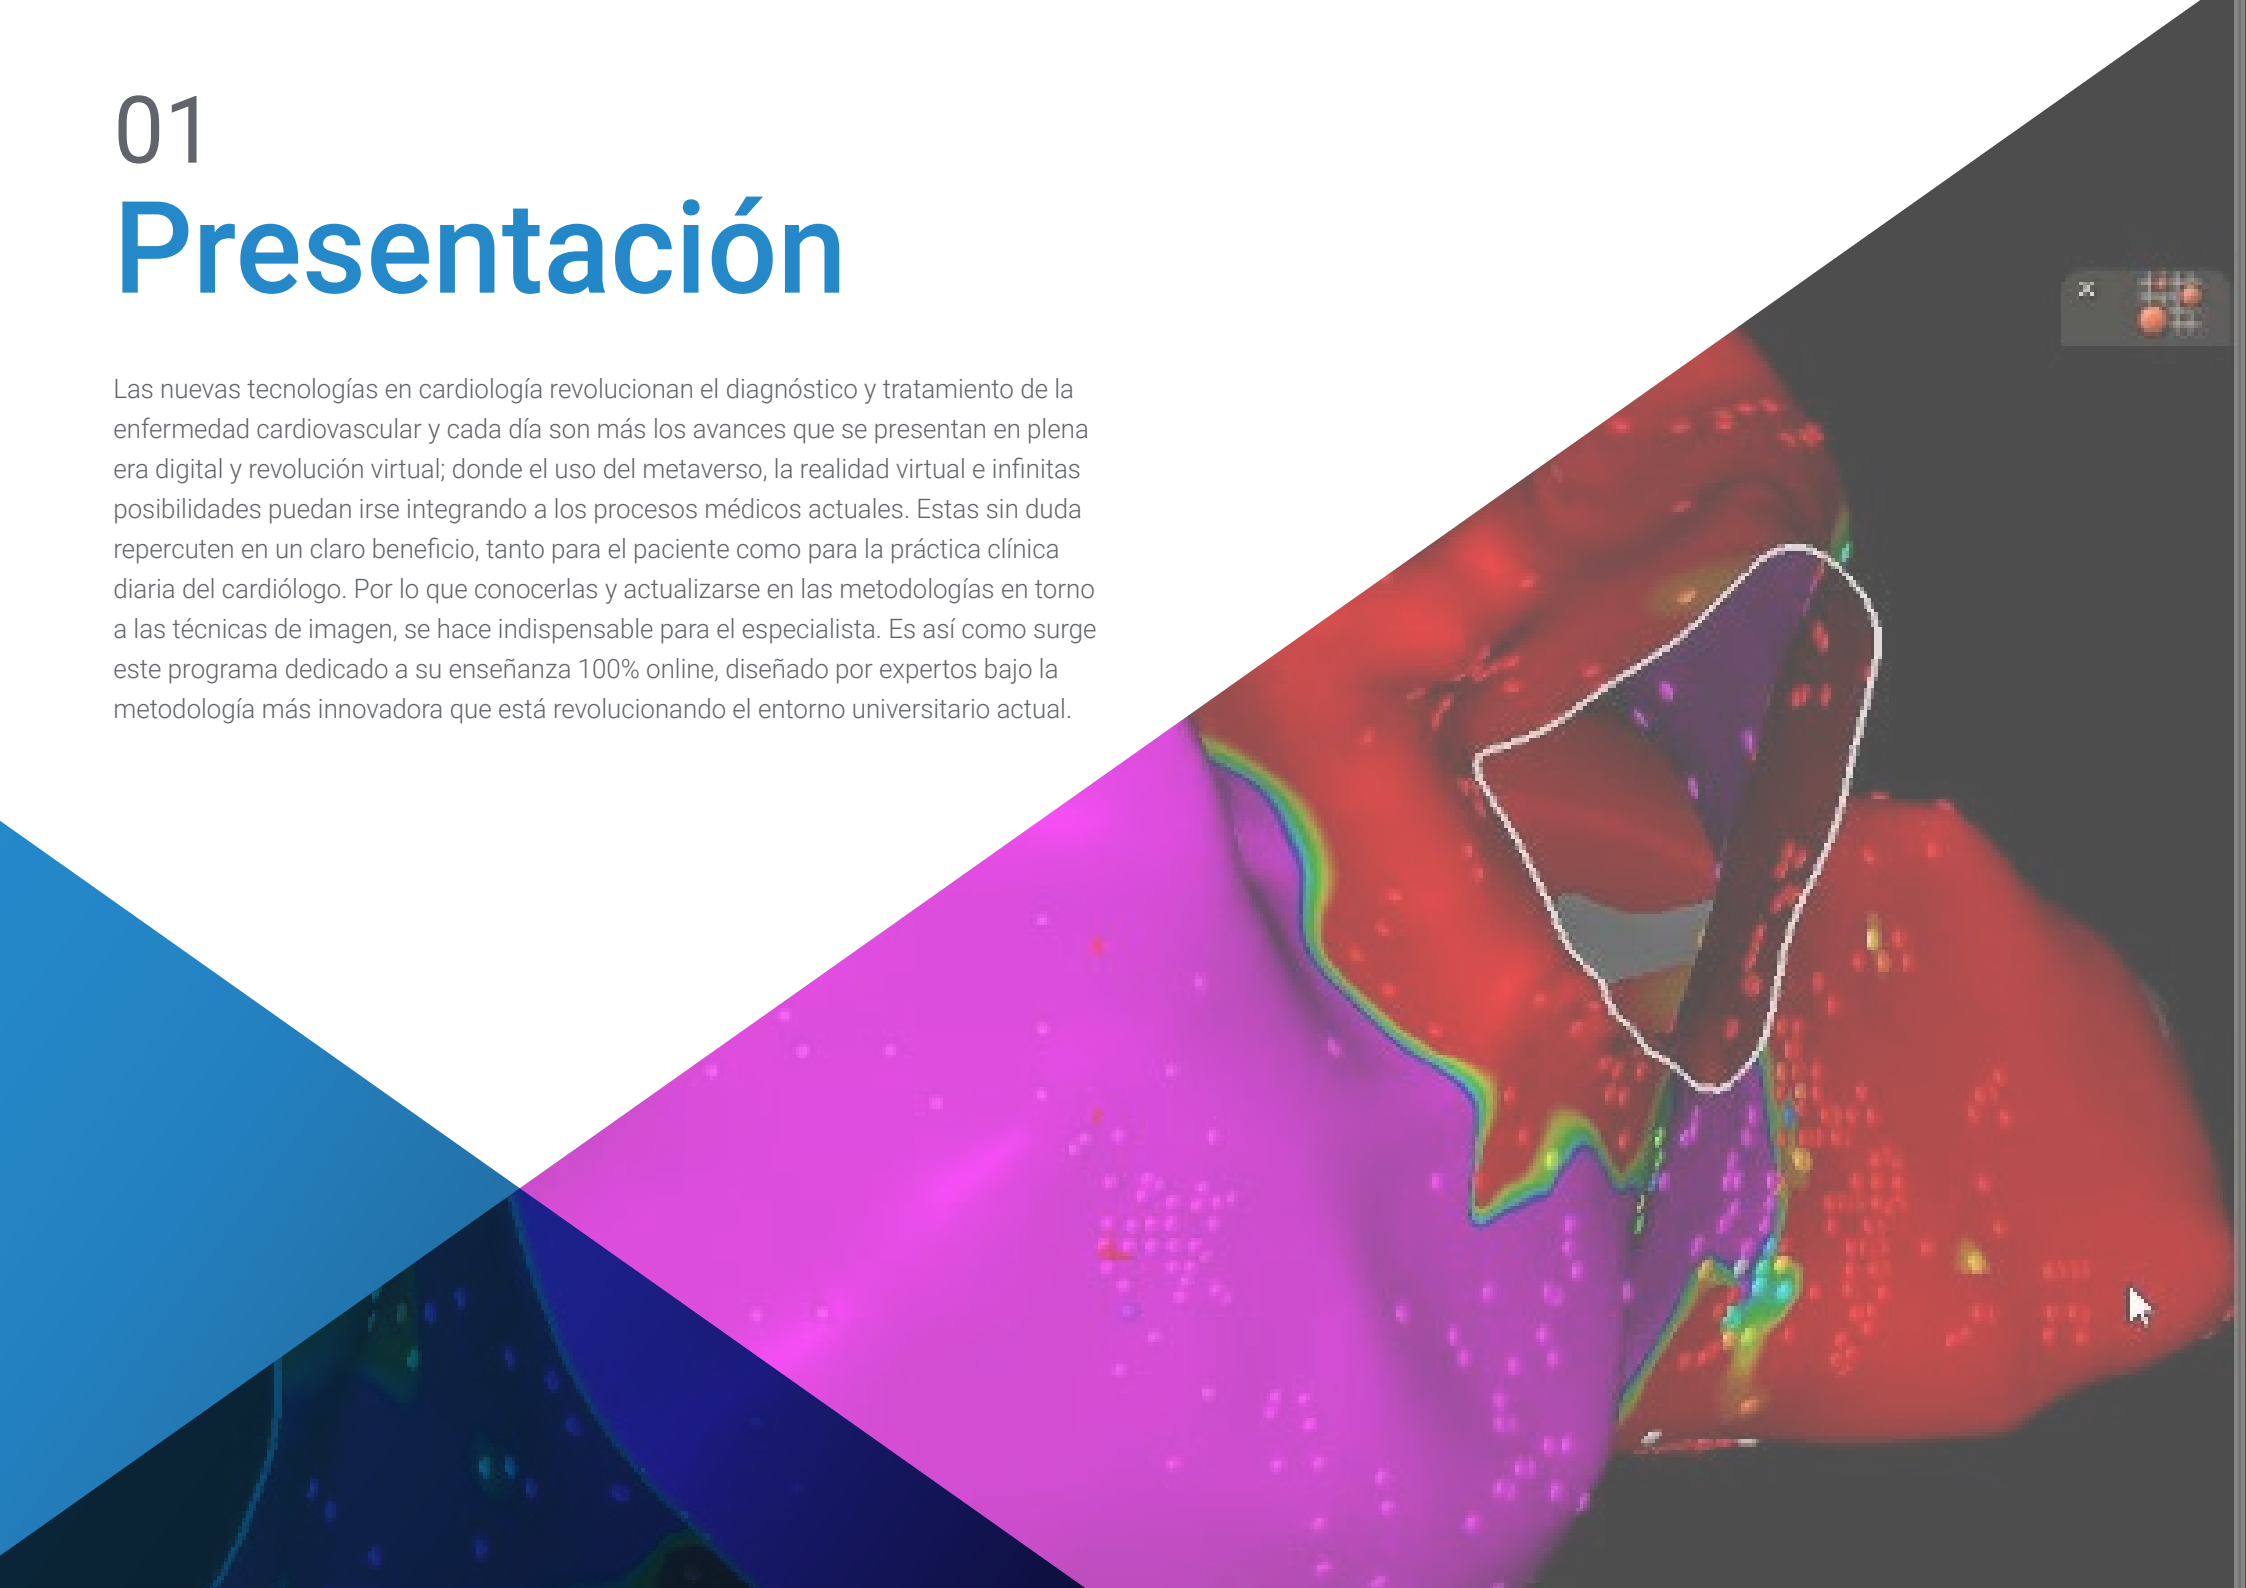 01
Presentación
Las nuevas tecnologías en cardiología revolucionan el diagnóstico y tratamiento de la
enfermedad cardiovascular y cada día son más los avances que se presentan en plena
era digital y revolución virtual; donde el uso del metaverso, la realidad virtual e infinitas
posibilidades puedan irse integrando a los procesos médicos actuales. Estas sin duda
repercuten en un claro beneficio, tanto para el paciente como para la práctica clínica
diaria del cardiólogo. Por lo que conocerlas y actualizarse en las metodologías en torno
a las técnicas de imagen, se hace indispensable para el especialista. Es así como surge
este programa dedicado a su enseñanza 100% online, diseñado por expertos bajo la
metodología más innovadora que está revolucionando el entorno universitario actual.